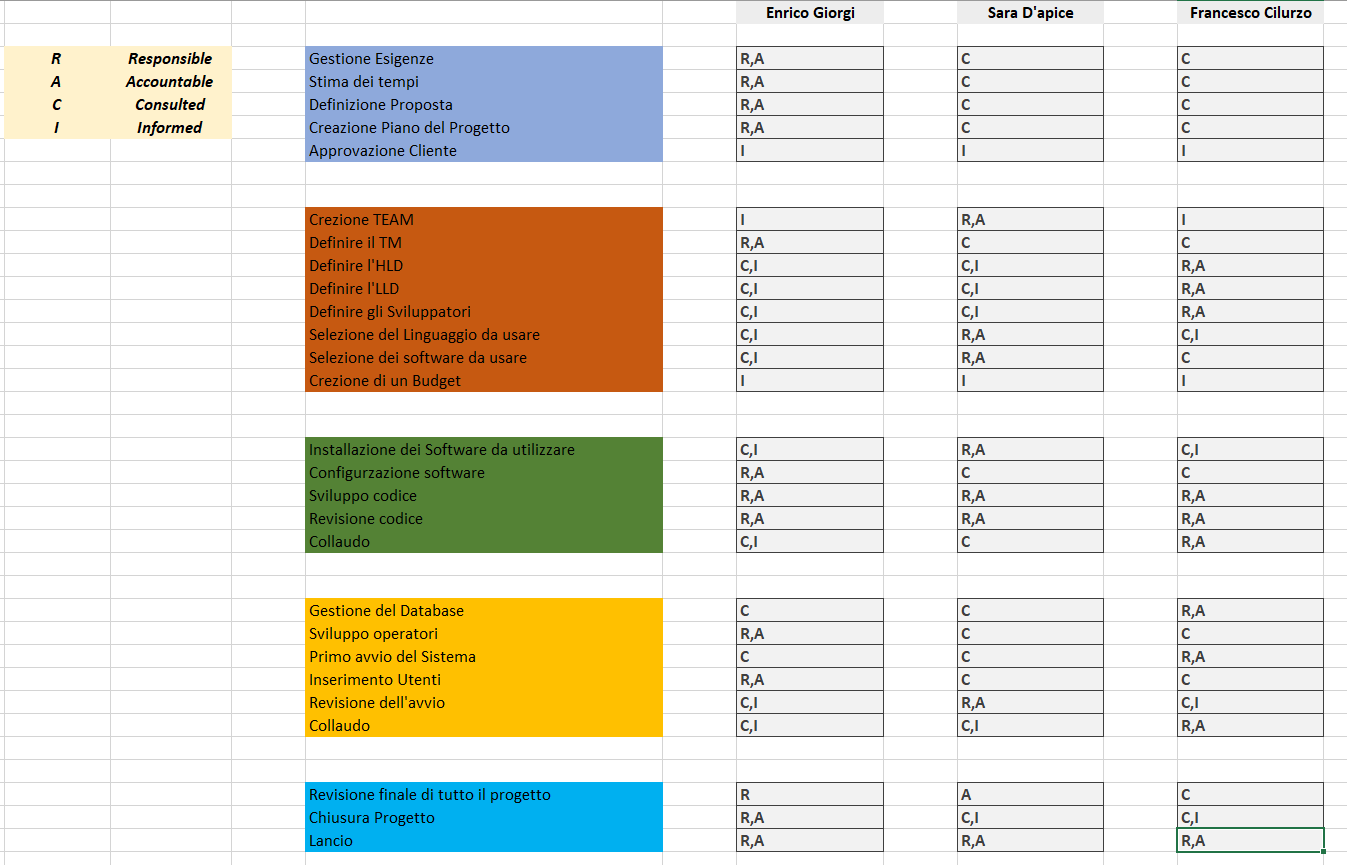 Enrico Giorgi Sara D'apice Francesco Cilurzo
R Responsible Gestione Esigenze R,A C C
A Accountable Stima dei tempi R,A C C
C Consulted Definizione Proposta R,A C C
I Informed Creazione Piano del Progetto R,A C C
Approvazione Cliente I I I
Crezione TEAM I R,A I
Definire il TM R,A C C
Definire l'HLD C,I C,I R,A
Definire l'LLD C,I C,I R,A
Definire gli Sviluppatori C,I C,I R,A
Selezione del Linguaggio da usare C,I R,A C,I
Selezione dei software da usare C,I R,A C
Crezione di un Budget I I I
Installazione dei Software da utilizzare C,I R,A C,I
Configurzazione software R,A C C
Sviluppo codice R,A R,A R,A
Revisione codice R,A R,A R,A
Collaudo C,I C R,A
Gestione del Database C C R,A
Sviluppo operatori R,A C C
Primo avvio del Sistema C C R,A
Inserimento Utenti R,A C C
Revisione dell'avvio C,I R,A C,I
Collaudo C,I C,I R,A
Revisione finale di tutto il progetto R A C
Chiusura Progetto R,A C,I C,I
Lancio R,A R,A R,A